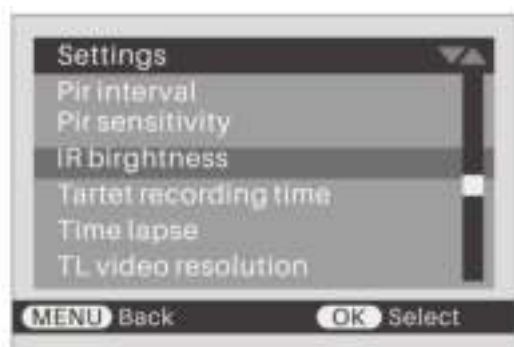 Settings
Pir interval
Pir sensitivity
IR birghtness
Tartet recording time
Time lapse
TL video resolution
MENU Back OK Select